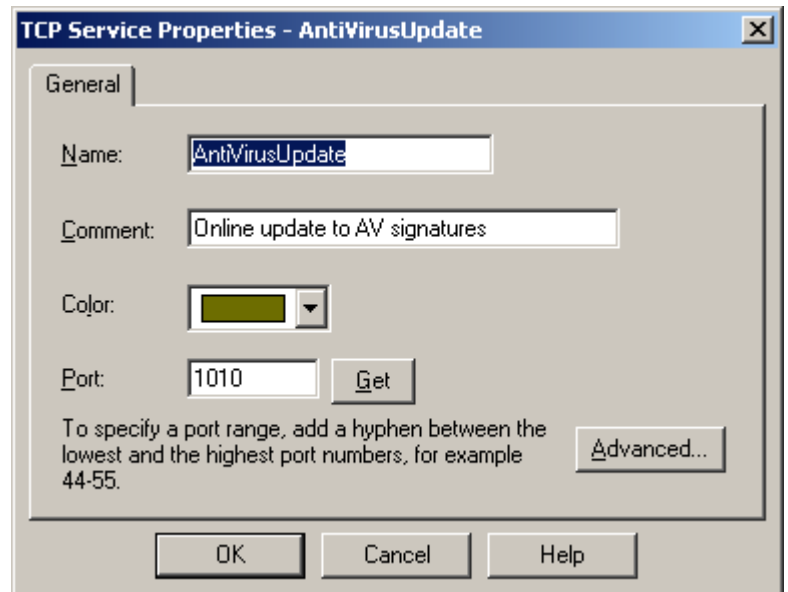 TCP Service Properties - AntiVirusUpdate
General
Name: AntiVirusUpdate
Comment: Online update to AV signatures
Color:
Port: 1010 Get
To specify a port range, add a hyphen between the
lowest and the highest port numbers, for example
44-55.
Advanced...
OK Cancel Help